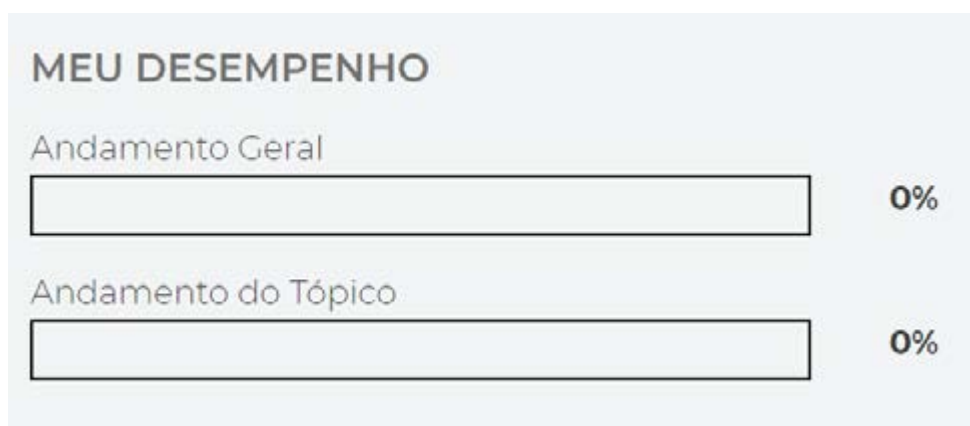 MEU DESEMPENHO
Andamento Geral
0%
Andamento do Tópico
0%